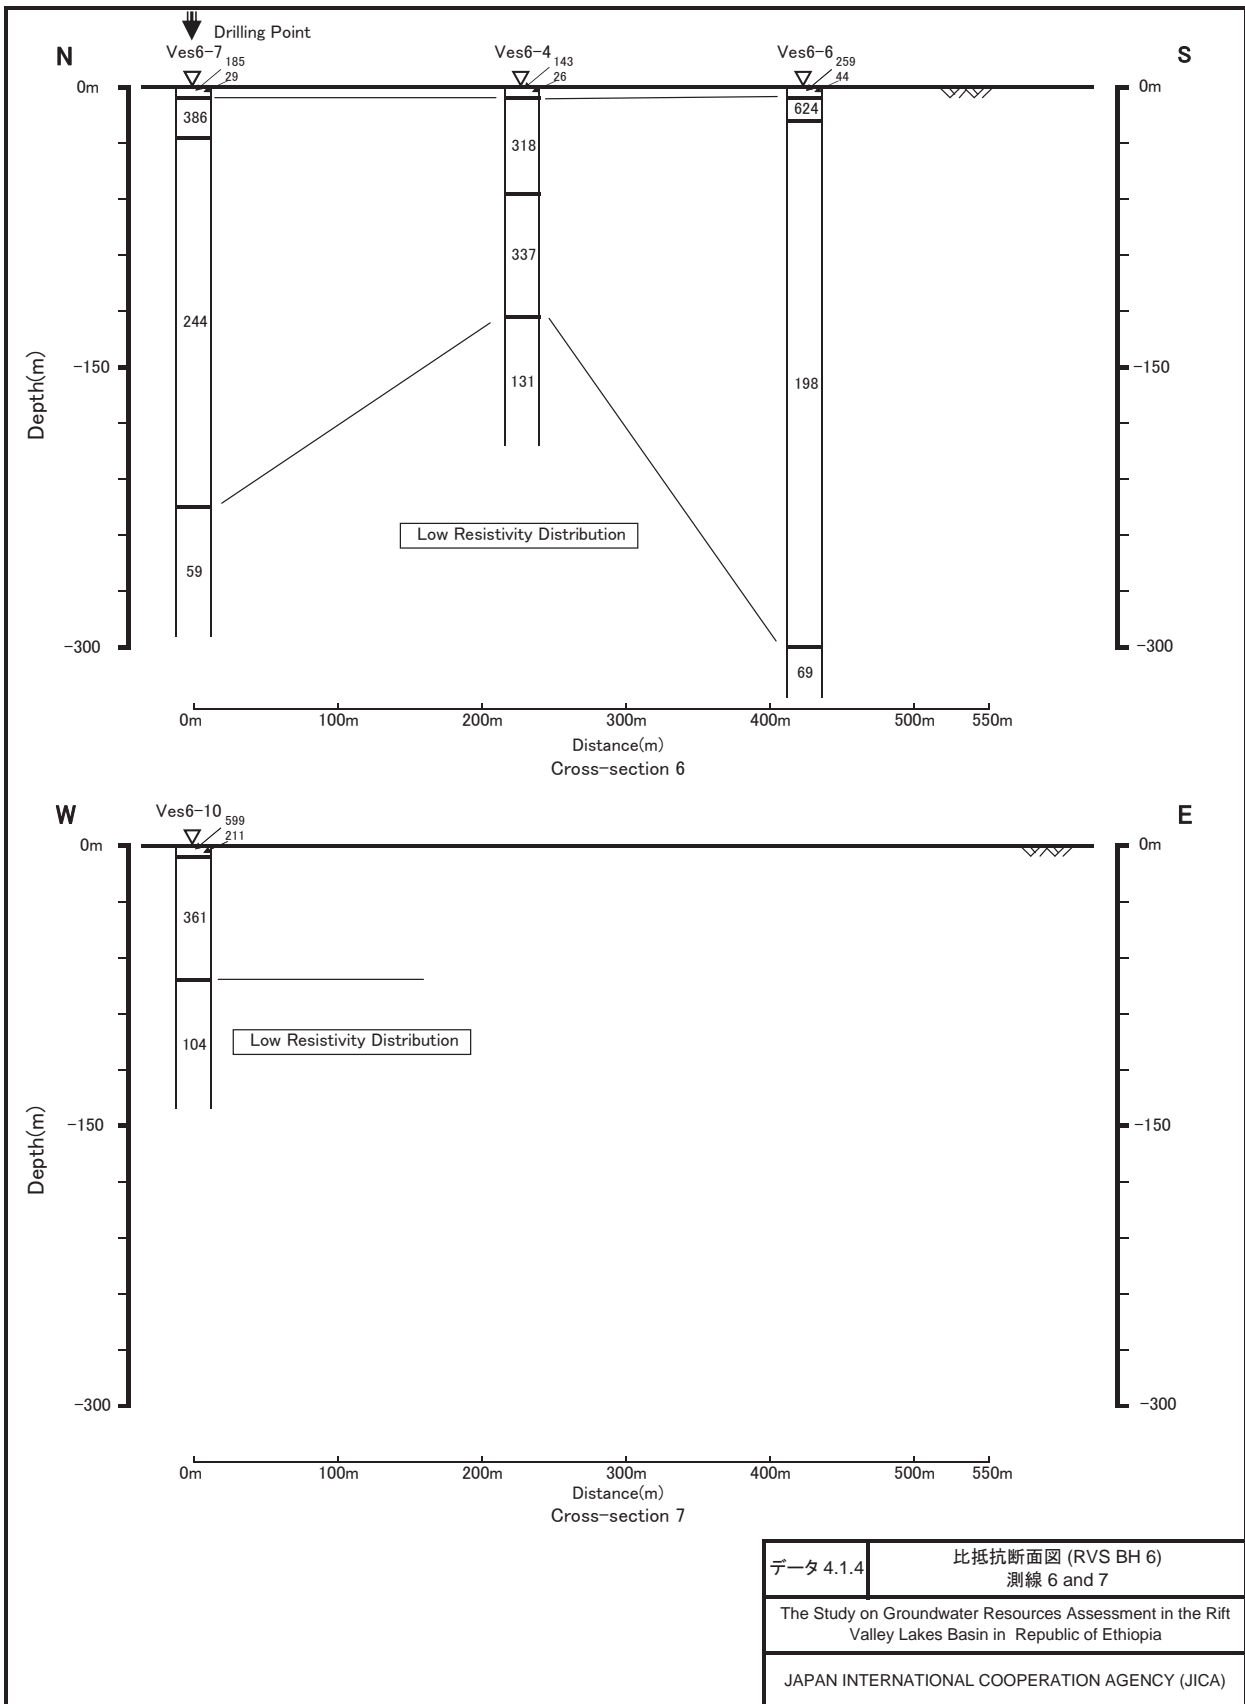 Drilling Point
N
Ves6-7
185
29
Ves6-4
143
26
Ves6-6
259
44
S
0m
0m
386
318
624
337
244
198
Depth(m)
-150
-150
131
Low Resistivity Distribution
59
-300
-300
69
0m 100m 200m 300m 400m 500m 550m
Distance(m)
Cross-section 6
W
Ves6-10
599
211
E
0m
0m
361
104
Low Resistivity Distribution
Depth(m)
-150
-150
-300
-300
0m 100m 200m 300m 400m 500m 550m
Distance(m)
Cross-section 7
データ 4.1.4
比抵抗断面図 (RVS BH 6)
測線 6 and 7
The Study on Groundwater Resources Assessment in the Rift
Valley Lakes Basin in Republic of Ethiopia
JAPAN INTERNATIONAL COOPERATION AGENCY (JICA)